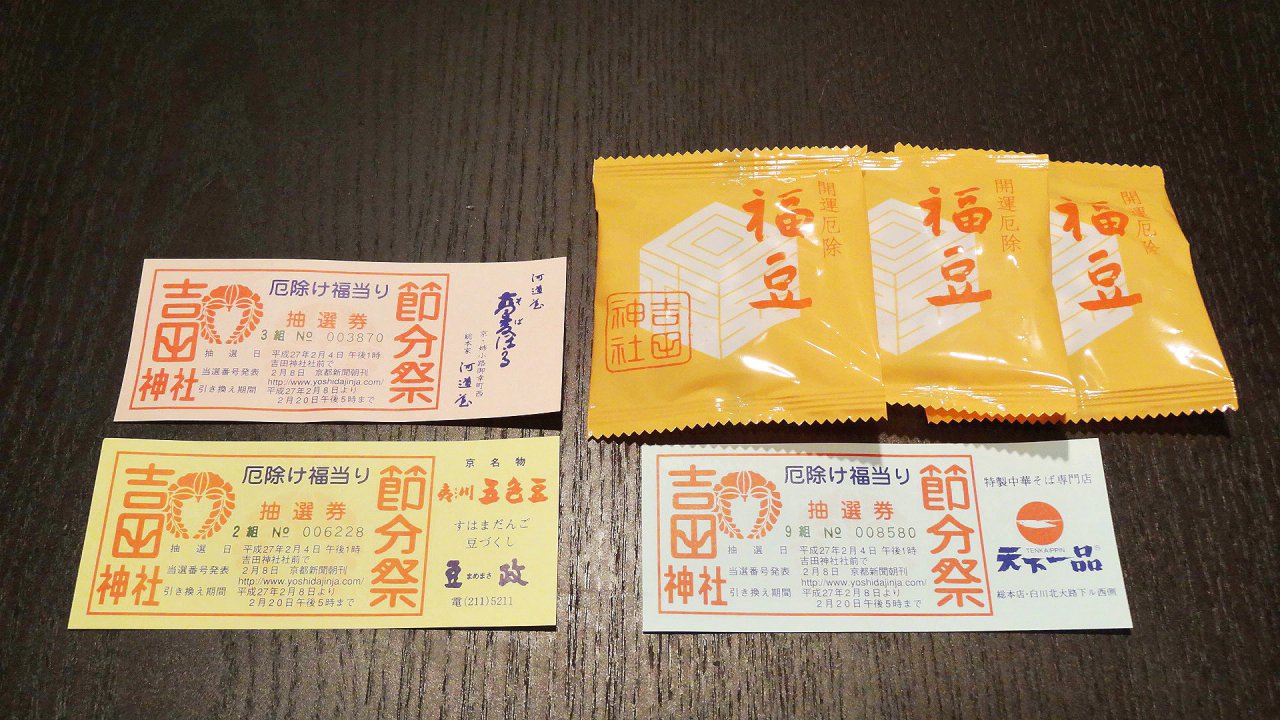 吉田神社
厄除け福当り
抽選券
3組 No 003870
節分祭
抽選日 平成27年2月4日 午後1時
吉田神社社前で
当選番号発表 2月8日 京都新聞朝刊
http://www.yoshidajinja.com/
引き換え期間 平成27年2月8日より
2月20日午後5時まで
河道屋
蕎麦ほうる
そば
京・姉小路御幸町西
総本家 河道屋
吉田神社
厄除け福当り
抽選券
2組 No 006228
節分祭
抽選日 平成27年2月4日 午後1時
吉田神社社前で
当選番号発表 2月8日 京都新聞朝刊
http://www.yoshidajinja.com/
引き換え期間 平成27年2月8日より
2月20日午後5時まで
京名物
五色豆
すはまだんご
豆づくし
豆政
まめまさ
電(211)5211
吉田神社
厄除け福当り
抽選券
9組 No 008580
節分祭
抽選日 平成27年2月4日 午後1時
吉田神社社前で
当選番号発表 2月8日 京都新聞朝刊
http://www.yoshidajinja.com/
引き換え期間 平成27年2月8日より
2月20日午後5時まで
特製中華そば専門店
TENKAIPPIN
天下一品
総本店・白川北大路下ル西側
開運厄除
福豆
吉田神社
開運厄除
福豆
開運厄除
福豆